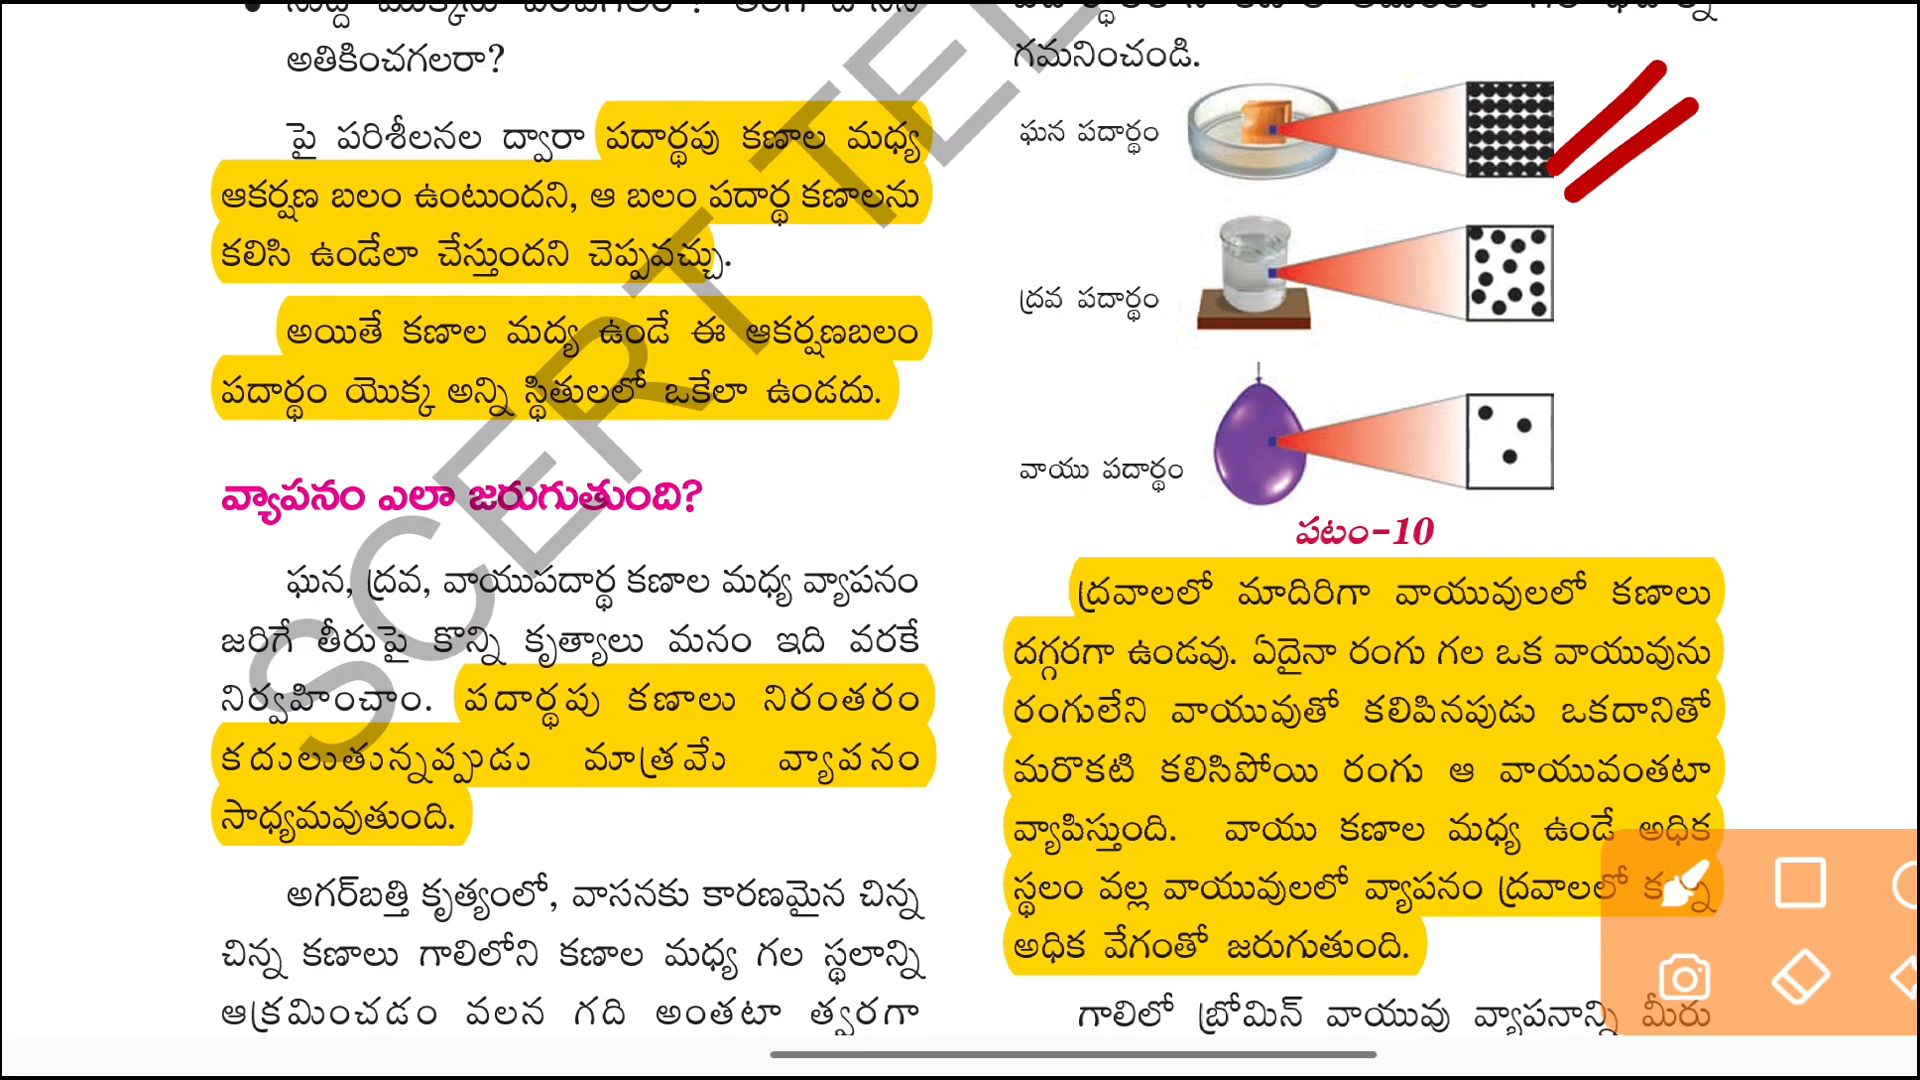 అతికించగలరా?
పై పరిశీలనల ద్వారా పదార్థపు కణాల మధ్య
ఆకర్షణ బలం ఉంటుందని, ఆ బలం పదార్థ కణాలను
కలిసి ఉండేలా చేస్తుందని చెప్పవచ్చు.
అయితే కణాల మద్య ఉండే ఈ ఆకర్షణబలం
పదార్థం యొక్క అన్ని స్థితులలో ఒకేలా ఉండదు.
వ్యాపనం ఎలా జరుగుతుంది?
ఘన, ద్రవ, వాయుపదార్థ కణాల మధ్య వ్యాపనం
జరిగే తీరుపై కొన్ని కృత్యాలు మనం ఇది వరకే
నిర్వహించాం. పదార్థపు కణాలు నిరంతరం
కదులుతున్నప్పుడు మాత్రమే వ్యాపనం
సాధ్యమవుతుంది.
అగర్‌బత్తి కృత్యంలో, వాసనకు కారణమైన చిన్న
చిన్న కణాలు గాలిలోని కణాల మధ్య గల స్థలాన్ని
ఆక్రమించడం వలన గది అంతటా త్వరగా
గమనించండి.
ఘన పదార్థం
ద్రవ పదార్థం
వాయు పదార్థం
పటం-10
ద్రవాలలో మాదిరిగా వాయువులలో కణాలు
దగ్గరగా ఉండవు. ఏదైనా రంగు గల ఒక వాయువును
రంగులేని వాయువుతో కలిపినపుడు ఒకదానితో
మరొకటి కలిసిపోయి రంగు ఆ వాయువంతటా
వ్యాపిస్తుంది. వాయు కణాల మధ్య ఉండే అధిక
స్థలం వల్ల వాయువులలో వ్యాపనం ద్రవాలలో
అధిక వేగంతో జరుగుతుంది.
గాలిలో బ్రోమిన్ వాయువు వ్యాపనాన్ని మీరు
SCERT TEL